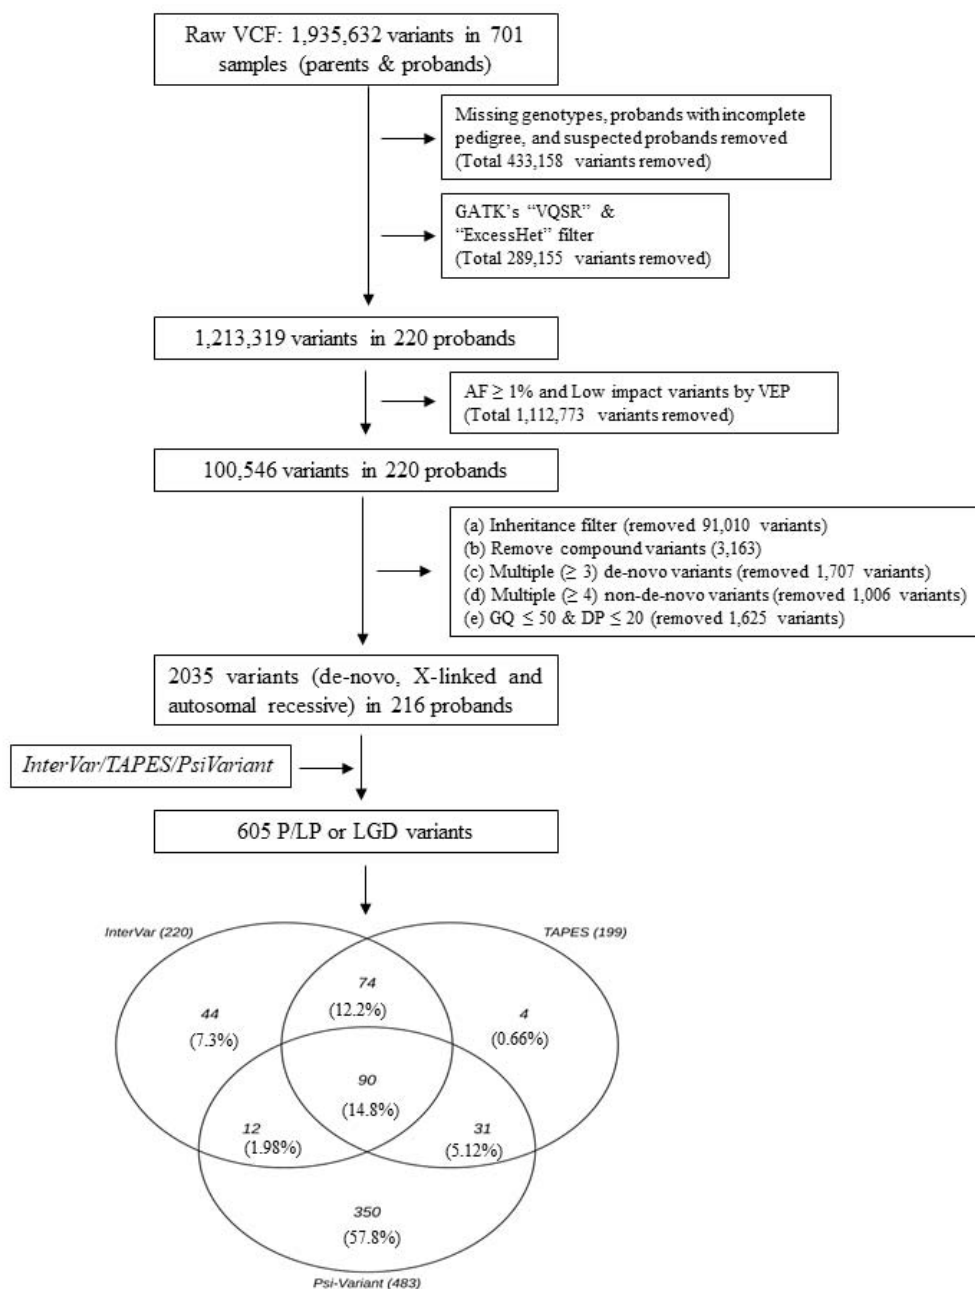 Raw VCF: 1,935,632 variants in 701
samples (parents & probands)
Missing genotypes, probands with incomplete
pedigree, and suspected probands removed
(Total 433,158 variants removed)
GATK's “VQSR” &
“ExcessHet” filter
(Total 289,155 variants removed)
1,213,319 variants in 220 probands
AF ≥ 1% and Low impact variants by VEP
(Total 1,112,773 variants removed)
100,546 variants in 220 probands
(a) Inheritance filter (removed 91,010 variants)
(b) Remove compound variants (3,163)
(c) Multiple (≥ 3) de-novo variants (removed 1,707 variants)
(d) Multiple (≥ 4) non-de-novo variants (removed 1,006 variants)
(e) GQ ≤ 50 & DP ≤ 20 (removed 1,625 variants)
2035 variants (de-novo, X-linked and
autosomal recessive) in 216 probands
InterVar/TAPES/PsiVariant
605 P/LP or LGD variants
InterVar (220)
TAPES (199)
74
(12.2%)
44
(7.3%)
4
(0.66%)
90
(14.8%)
12
(1.98%)
31
(5.12%)
350
(57.8%)
Psi-Variant (483)